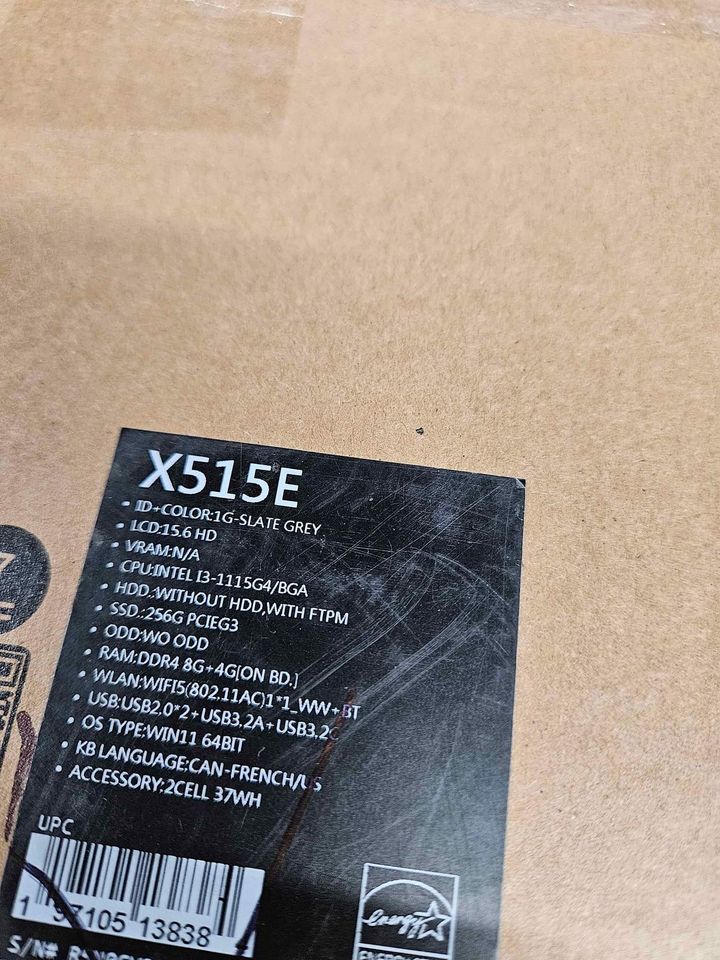 X515E
• ID+COLOR:1G-SLATE GREY
• LCD:15.6 HD
• VRAM:N/A
• CPU:INTEL I3-1115G4/BGA
• HDD.:WITHOUT HDD,WITH FTPM
• SSD.:256G PCIEG3
• ODD:WO ODD
• RAM:DDR4 8G+4G[ON BD.]
• WLAN:WIFI5(802.11AC)1*1_WW+BT
• USB:USB2.0*2+USB3.2A+USB3.2C
• OS TYPE:WIN11 64BIT
• KB LANGUAGE:CAN-FRENCH/US
• ACCESSORY:2CELL 37WH
UPC
1 97105 13838
energy
S/N#